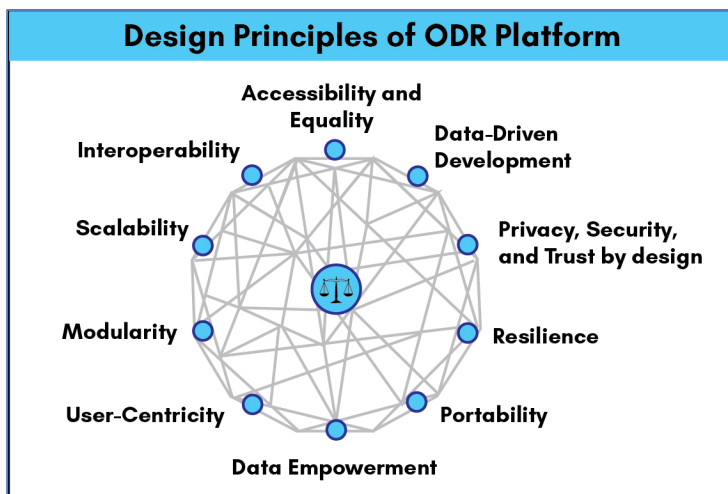 Design Principles of ODR Platform
Accessibility and
Equality
Data-Driven
Development
Privacy, Security,
and Trust by design
Resilience
Portability
Data Empowerment
User-Centricity
Modularity
Scalability
Interoperability